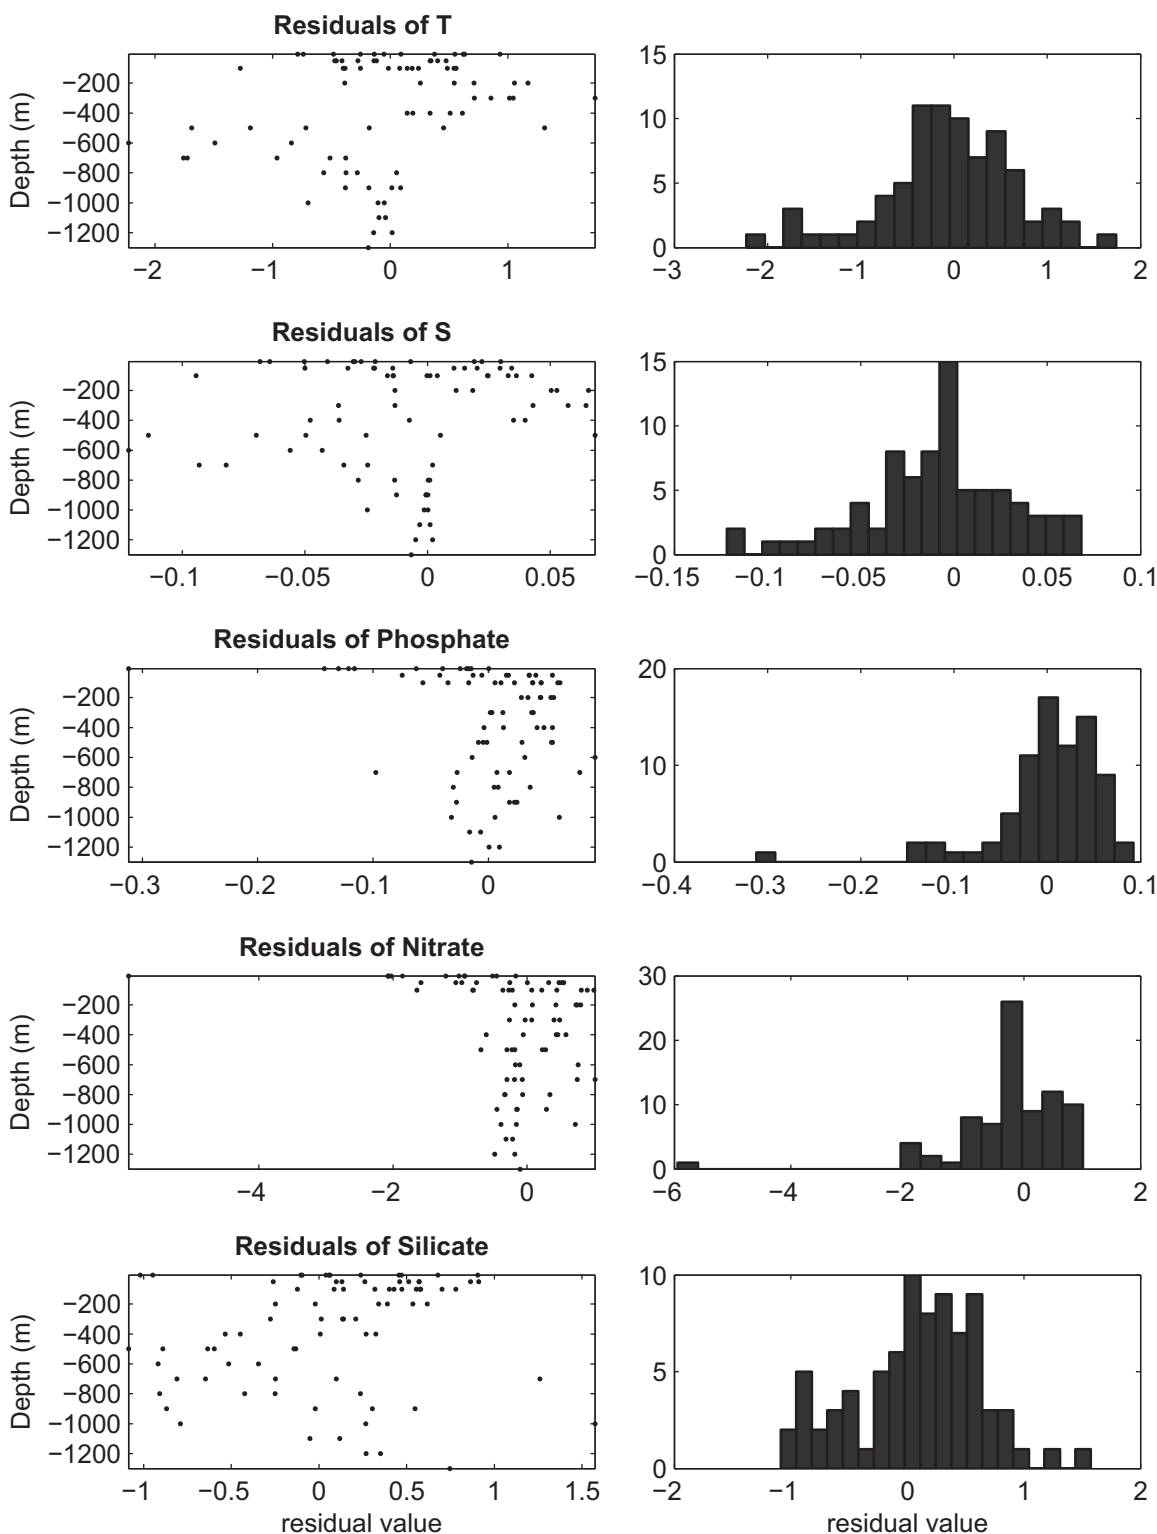 Residuals of T
−200
−400
−600
−800
−1000
−1200
Depth (m)
−2 −1 0 1
15
10
5
0
−3 −2 −1 0 1 2
Residuals of S
−200
−400
−600
−800
−1000
−1200
Depth (m)
−0.1 −0.05 0 0.05
15
10
5
0
−0.15 −0.1 −0.05 0 0.05 0.1
Residuals of Phosphate
−200
−400
−600
−800
−1000
−1200
Depth (m)
−0.3 −0.2 −0.1 0
20
10
0
−0.4 −0.3 −0.2 −0.1 0 0.1
Residuals of Nitrate
−200
−400
−600
−800
−1000
−1200
Depth (m)
−4 −2 0
30
20
10
0
−6 −4 −2 0 2
Residuals of Silicate
−200
−400
−600
−800
−1000
−1200
Depth (m)
−1 −0.5 0 0.5 1 1.5
residual value
10
5
0
−2 −1 0 1 2
residual value